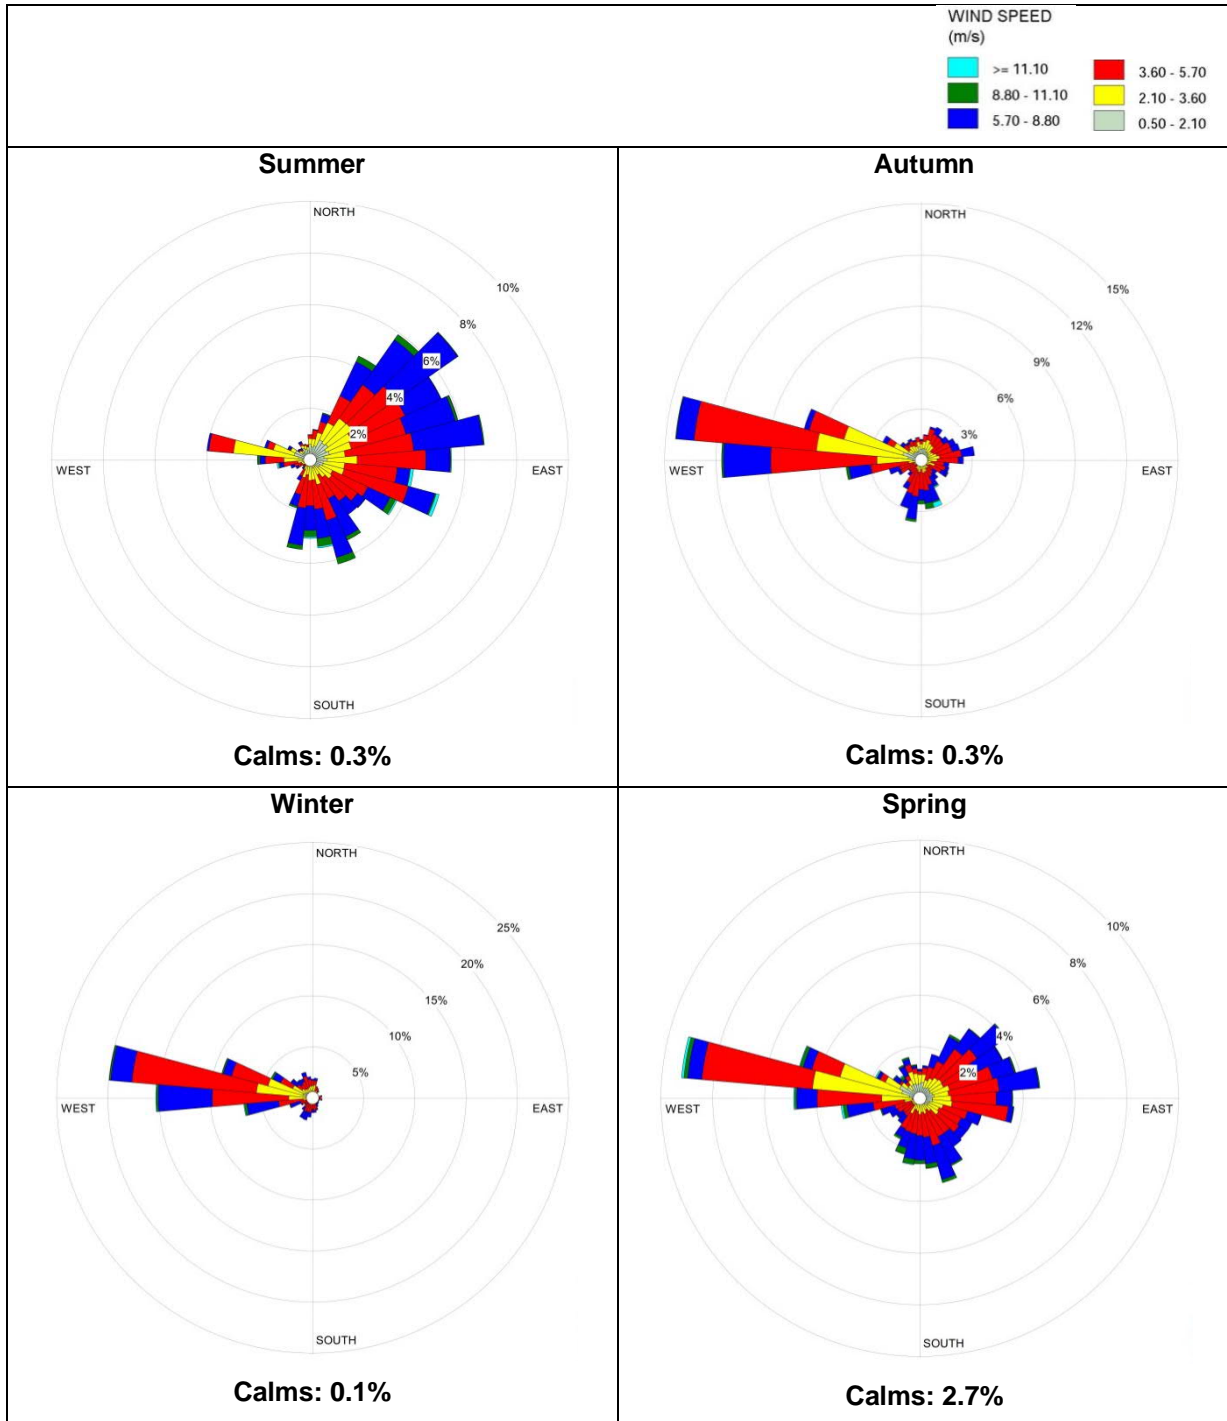 WIND SPEED
(m/s)
>= 11.10
3.60 - 5.70
8.80 - 11.10
2.10 - 3.60
5.70 - 8.80
0.50 - 2.10
Summer
NORTH
10%
8%
6%
4%
2%
WEST
EAST
SOUTH
Calms: 0.3%
Autumn
NORTH
15%
12%
9%
6%
3%
WEST
EAST
SOUTH
Calms: 0.3%
Winter
NORTH
25%
20%
15%
10%
5%
WEST
EAST
SOUTH
Calms: 0.1%
Spring
NORTH
10%
8%
6%
4%
2%
WEST
EAST
SOUTH
Calms: 2.7%